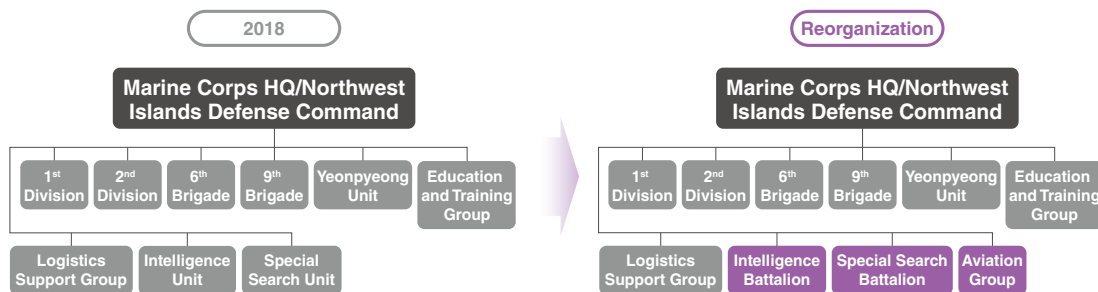 2018
Marine Corps HQ/Northwest
Islands Defense Command
1st
Division
2nd
Division
6th
Brigade
9th
Brigade
Yeonpyeong
Unit
Education
and Training
Group
Logistics
Support Group
Intelligence
Unit
Special
Search Unit
Reorganization
Marine Corps HQ/Northwest
Islands Defense Command
1st
Division
2nd
Division
6th
Brigade
9th
Brigade
Yeonpyeong
Unit
Education
and Training
Group
Logistics
Support Group
Intelligence
Battalion
Special Search
Battalion
Aviation
Group